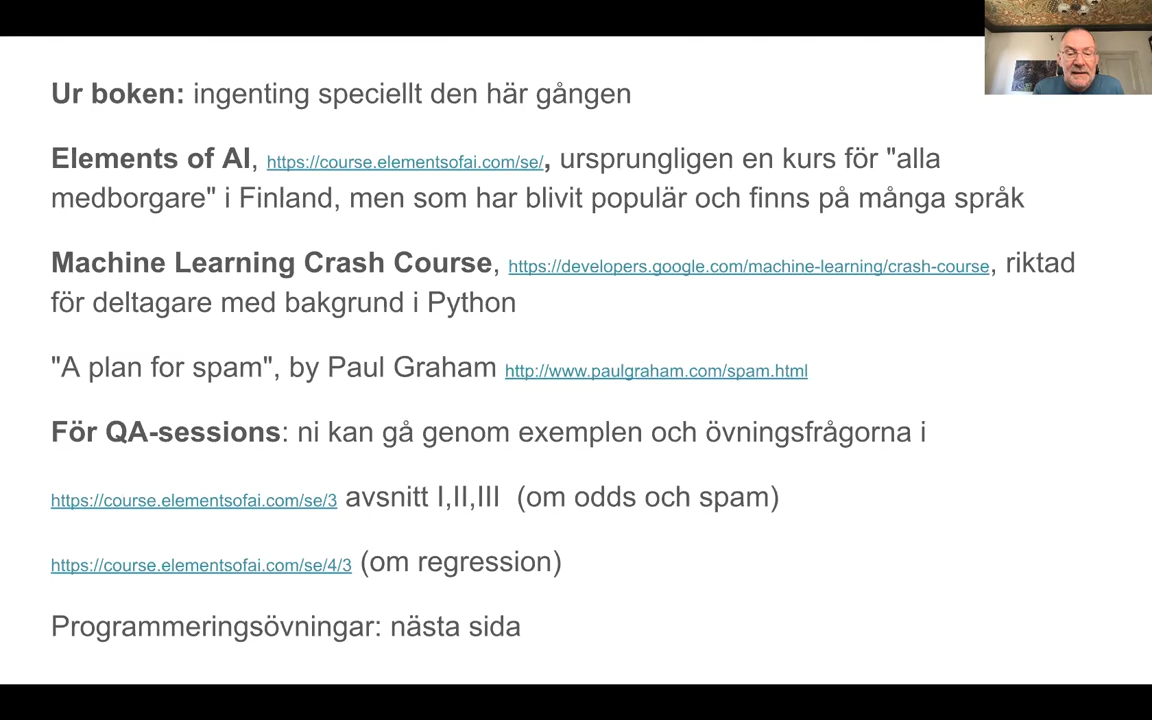 Ur boken: ingenting speciellt den här gången
Elements of AI, https://course.elementsofai.com/se/, ursprungligen en kurs för "alla
medborgare" i Finland, men som har blivit populär och finns på många språk
Machine Learning Crash Course, https://developers.google.com/machine-learning/crash-course, riktad
för deltagare med bakgrund i Python
"A plan for spam", by Paul Graham http://www.paulgraham.com/spam.html
För QA-sessions: ni kan gå genom exemplen och övningsfrågorna i
https://course.elementsofai.com/se/3 avsnitt I,II,III (om odds och spam)
https://course.elementsofai.com/se/4/3 (om regression)
Programmeringsövningar: nästa sida